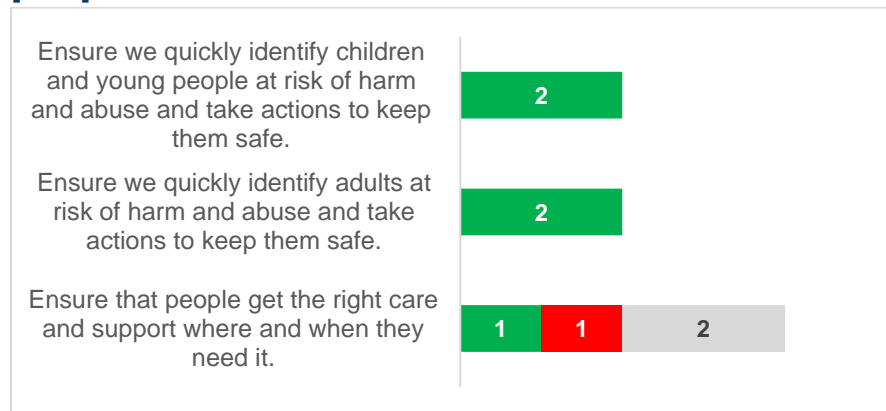 Ensure we quickly identify children
and young people at risk of harm
and abuse and take actions to keep
them safe.
2
Ensure we quickly identify adults at
risk of harm and abuse and take
actions to keep them safe.
2
Ensure that people get the right care
and support where and when they
need it.
1 1 2